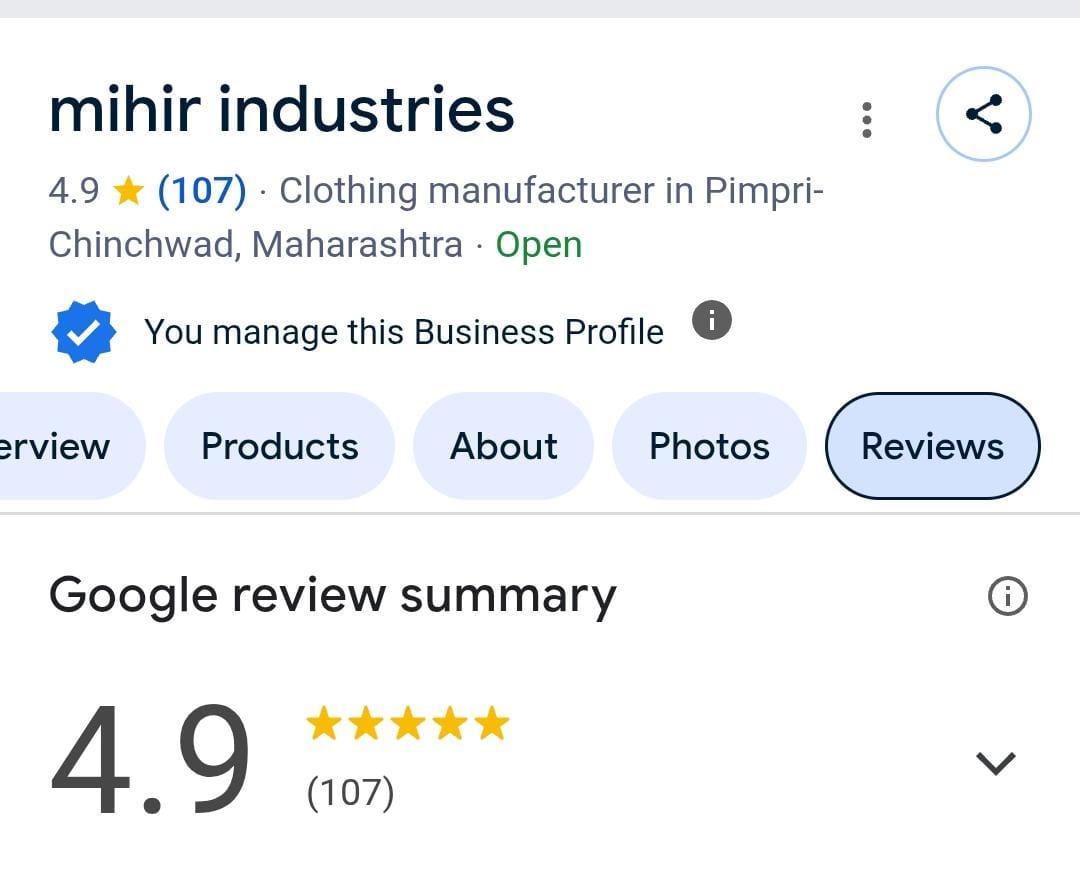 mihir industries
4.9 ★ (107) · Clothing manufacturer in Pimpri-
Chinchwad, Maharashtra · Open
You manage this Business Profile
erview Products About Photos Reviews
Google review summary
4.9
(107)